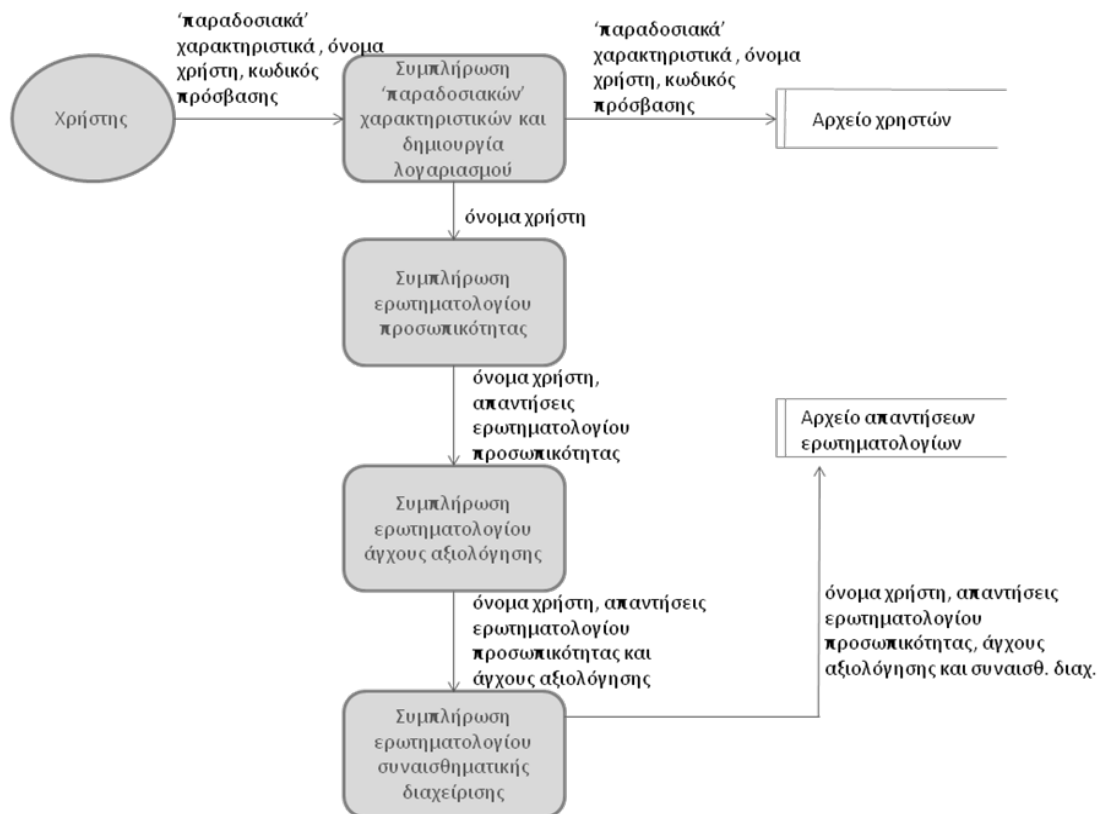 ‘παραδοσιακά’
χαρακτηριστικά , όνομα
χρήστη, κωδικός
πρόσβασης
‘παραδοσιακά’
χαρακτηριστικά , όνομα
χρήστη, κωδικός
πρόσβασης
Χρήστης
Συμπλήρωση
‘παραδοσιακών’
χαρακτηριστικών και
δημιουργία
λογαριασμού
Αρχείο χρηστών
όνομα χρήστη
Συμπλήρωση
ερωτηματολογίου
προσωπικότητας
όνομα χρήστη,
απαντήσεις
ερωτηματολογίου
προσωπικότητας
Αρχείο απαντήσεων
ερωτηματολογίων
Συμπλήρωση
ερωτηματολογίου
άγχους αξιολόγησης
όνομα χρήστη, απαντήσεις
ερωτηματολογίου
προσωπικότητας και
άγχους αξιολόγησης
όνομα χρήστη, απαντήσεις
ερωτηματολογίου
προσωπικότητας, άγχους
αξιολόγησης και συναισθ. διαχ.
Συμπλήρωση
ερωτηματολογίου
συναισθηματικής
διαχείρισης